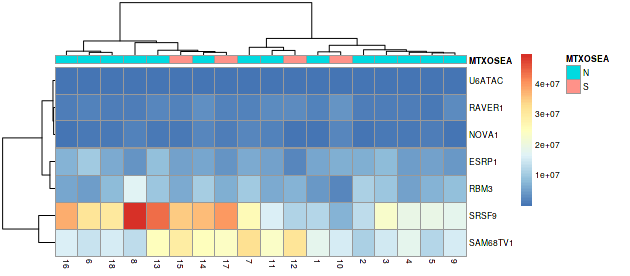 MTXOSEA
U6ATAC
RAVER1
NOVA1
ESRP1
RBM3
SRSF9
SAM68TV1
16 6 18 8 13 15 14 17 7 11 12 1 10 2 3 4 5 9
4e+07
3e+07
2e+07
1e+07
MTXOSEA
N
S